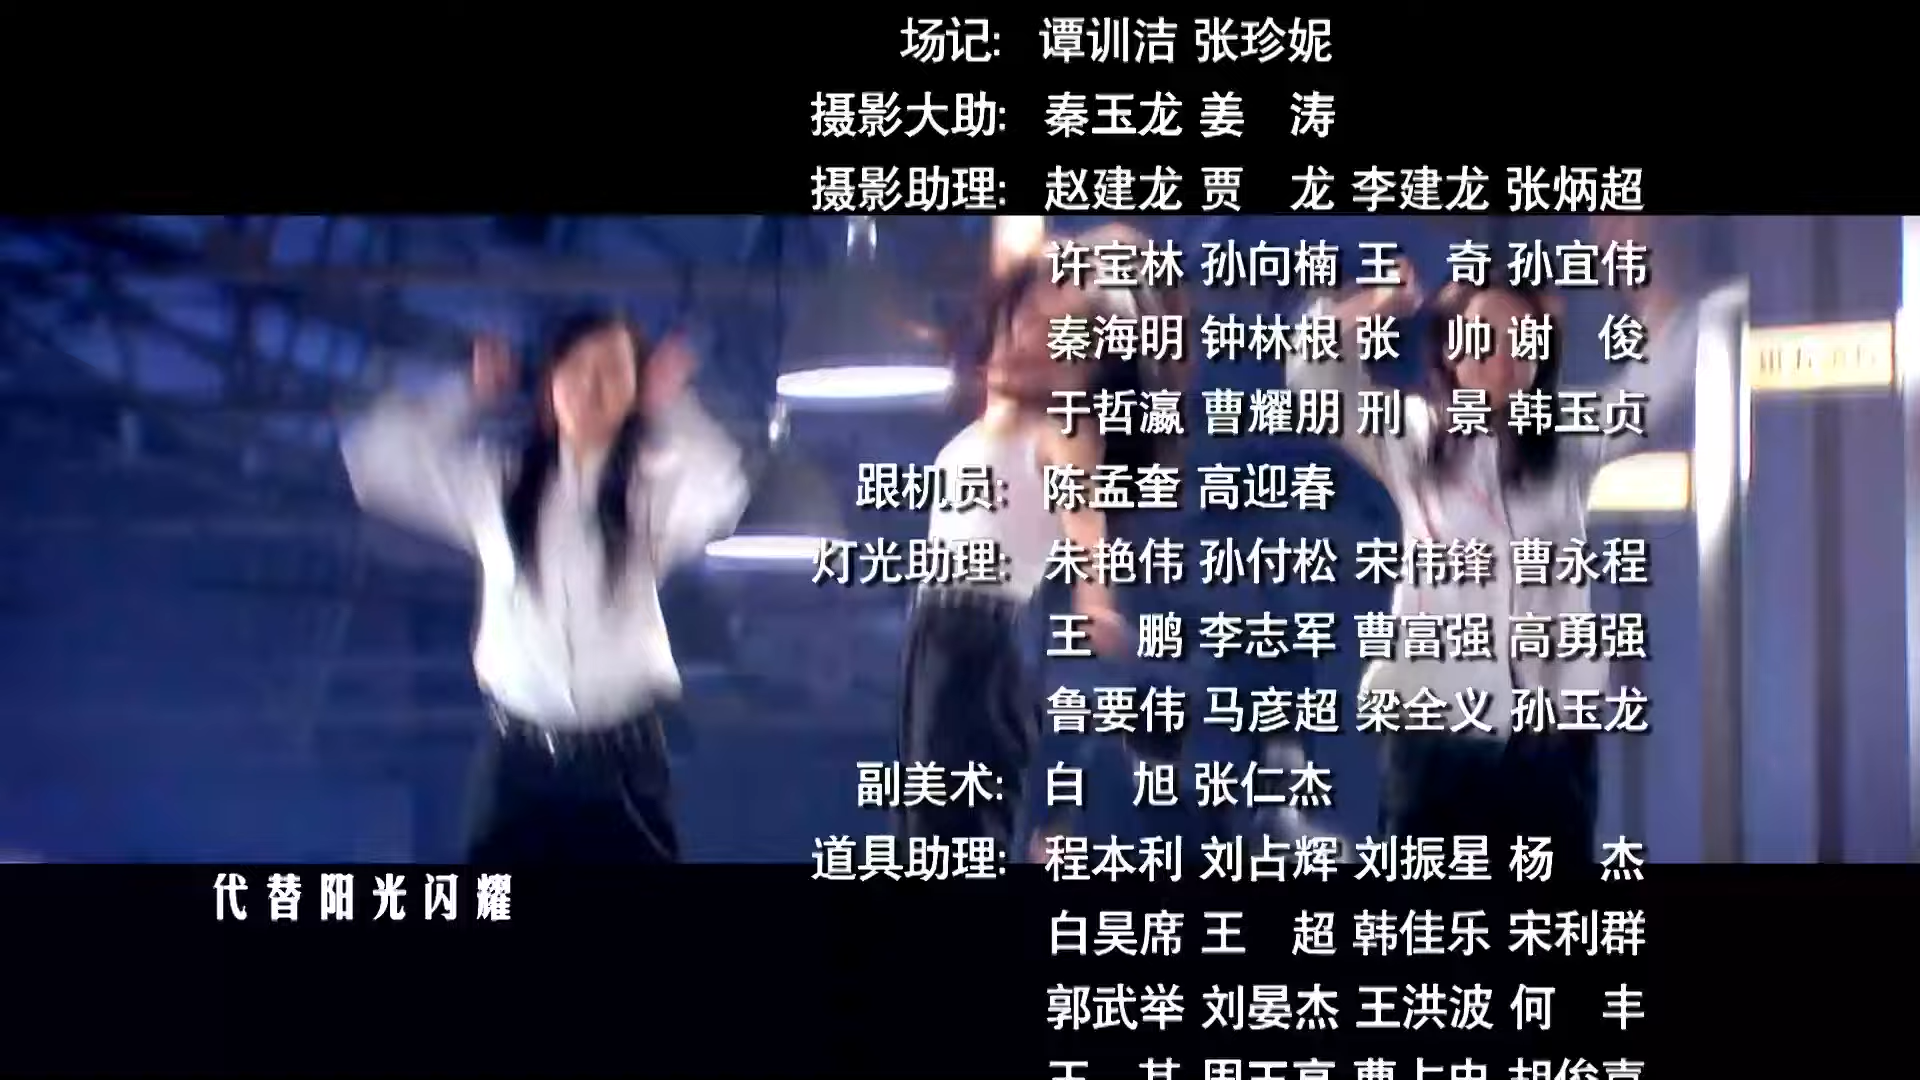 场记: 谭训洁 张珍妮
摄影大助: 秦玉龙 姜 涛
摄影助理: 赵建龙 贾 龙 李建龙 张炳超
许宝林 孙向楠 王 奇 孙宜伟
秦海明 钟林根 张 帅 谢 俊
于哲瀛 曹耀朋 刑 景 韩玉贞
跟机员: 陈孟奎 高迎春
灯光助理: 朱艳伟 孙付松 宋伟锋 曹永程
王 鹏 李志军 曹富强 高勇强
鲁要伟 马彦超 梁全义 孙玉龙
副美术: 白 旭 张仁杰
道具助理: 程本利 刘占辉 刘振星 杨 杰
代替阳光闪耀
白昊席 王 超 韩佳乐 宋利群
郭武举 刘晏杰 王洪波 何 丰